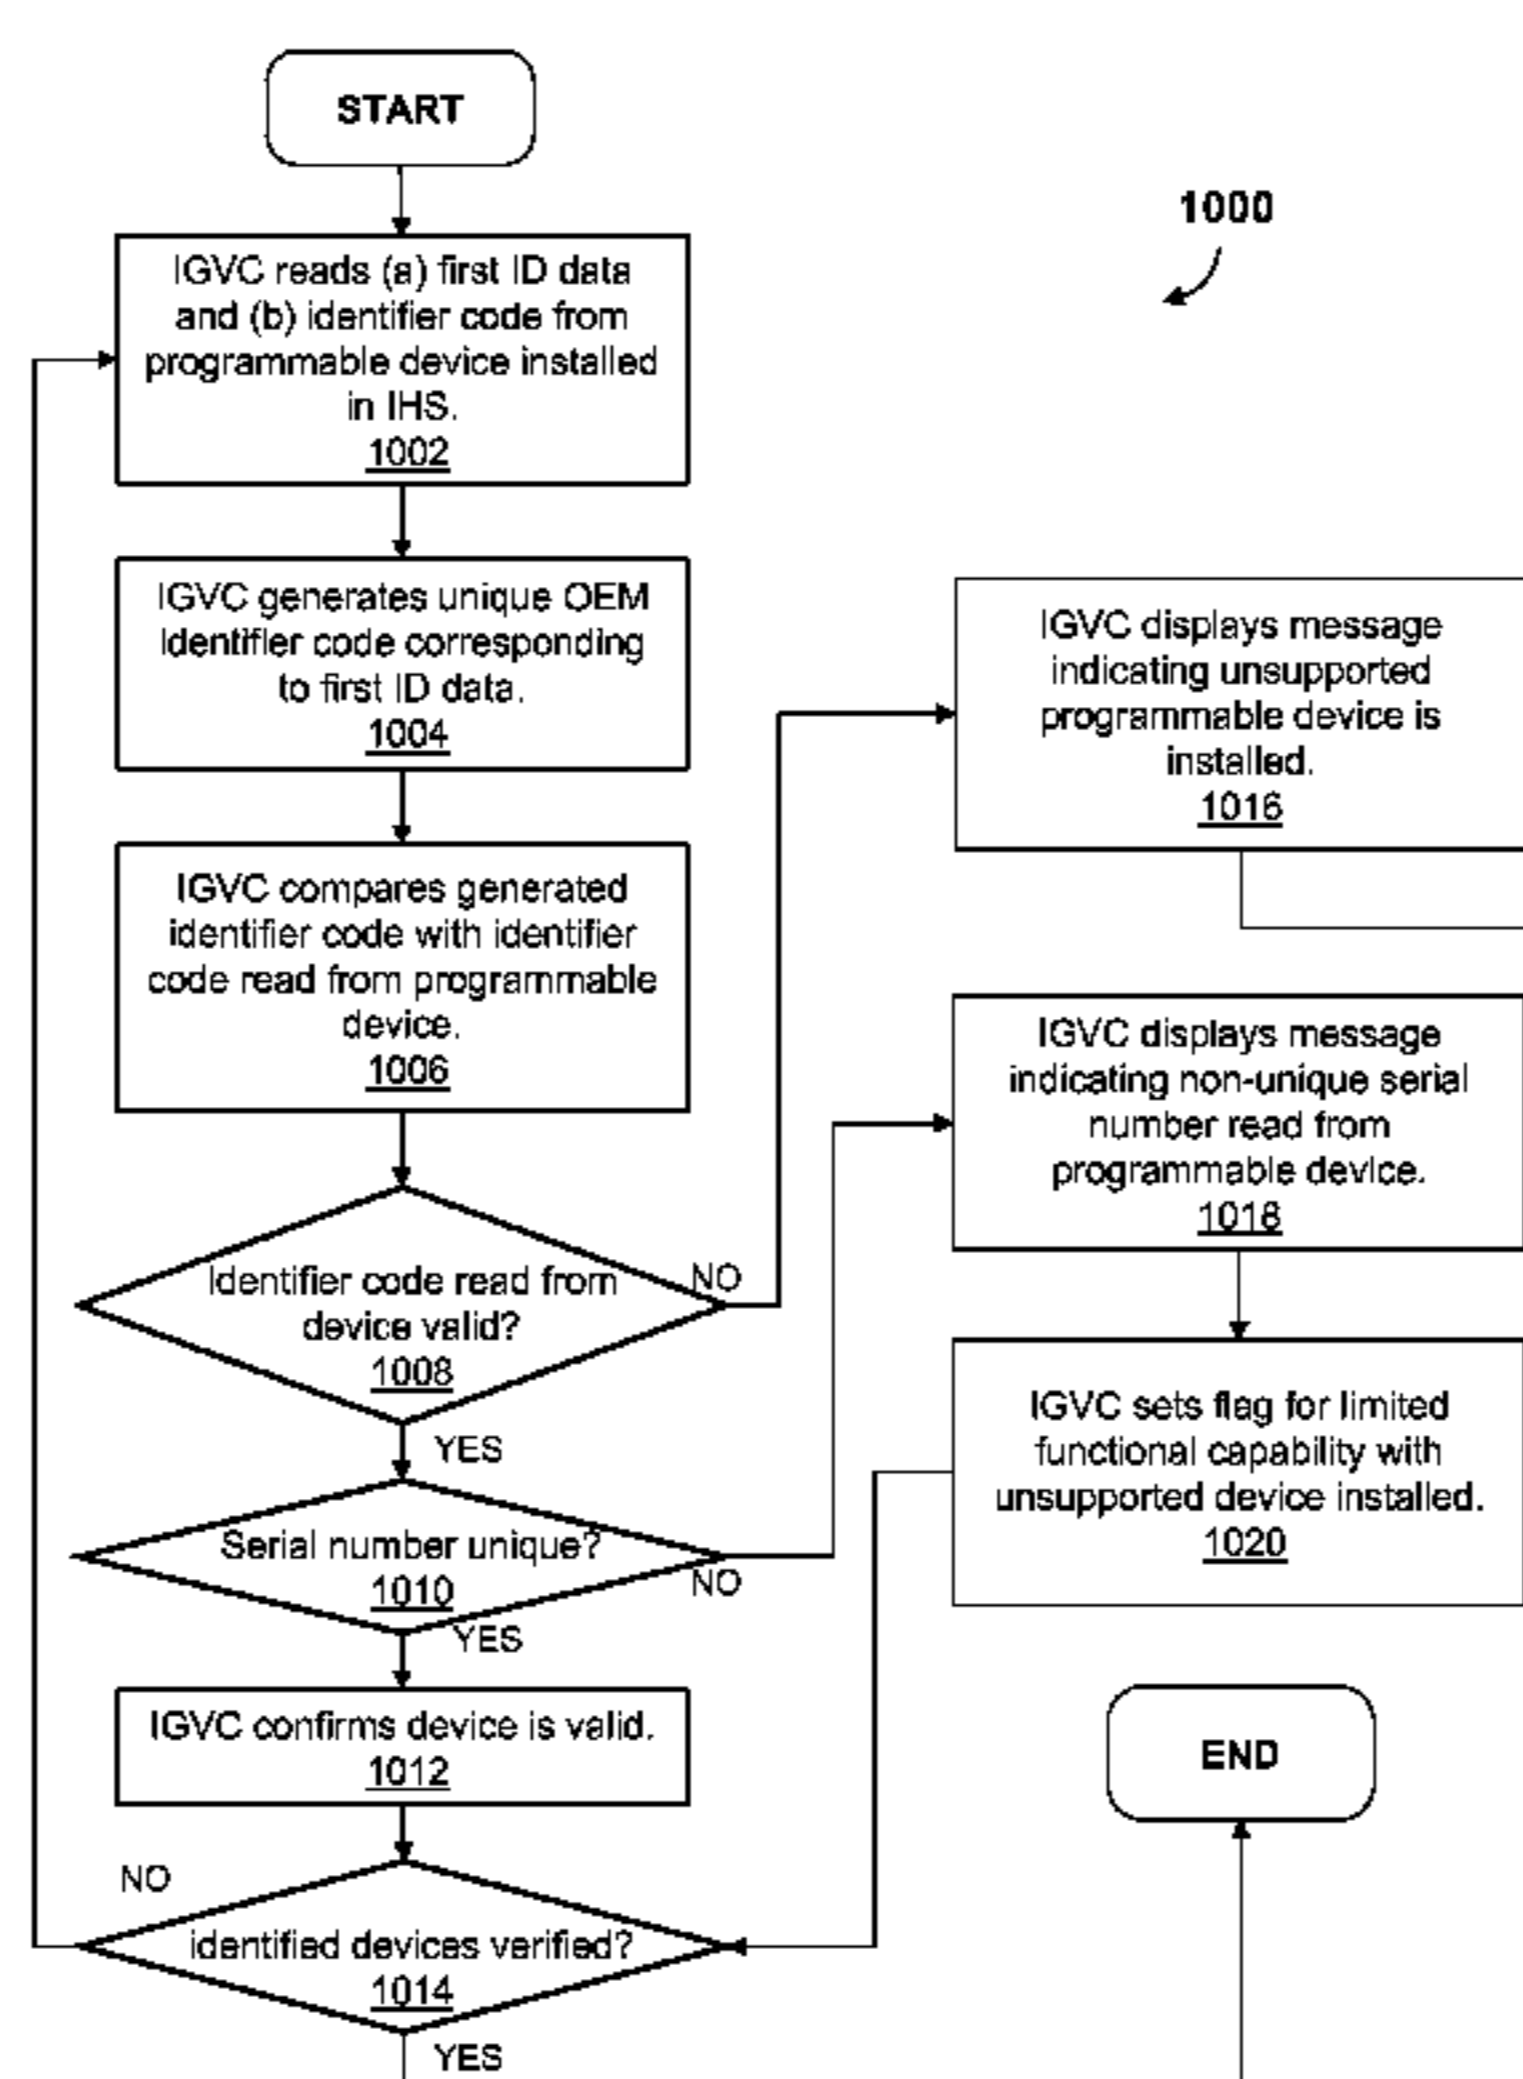 START
1000
IGVC reads (a) first ID data
and (b) identifier code from
programmable device installed
in IHS.
1002
IGVC generates unique OEM
Identifier code corresponding
to first ID data.
1004
IGVC compares generated
identifier code with identifier
code read from programmable
device.
1006
Identifier code read from
device valid?
1008
NO
YES
Serial number unique?
1010
NO
YES
IGVC confirms device is valid.
1012
NO
identified devices verified?
1014
YES
IGVC displays message
indicating unsupported
programmable device is
installed.
1016
IGVC displays message
indicating non-unique serial
number read from
programmable device.
1018
IGVC sets flag for limited
functional capability with
unsupported device installed.
1020
END